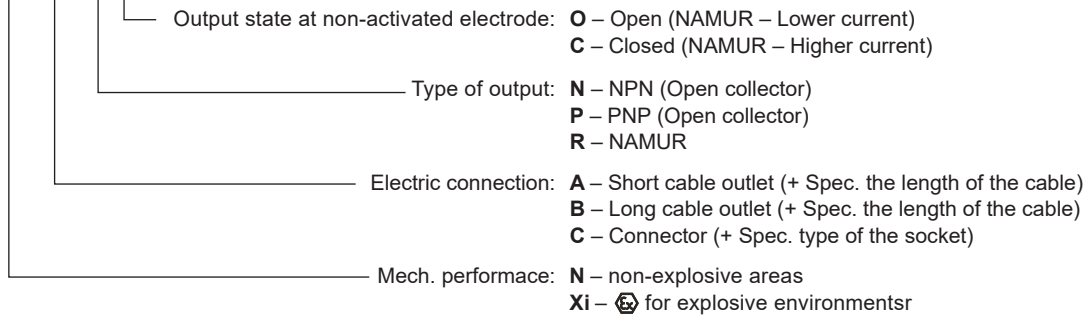 Output state at non-activated electrode: O – Open (NAMUR – Lower current)
C – Closed (NAMUR – Higher current)
Type of output: N – NPN (Open collector)
P – PNP (Open collector)
R – NAMUR
Electric connection: A – Short cable outlet (+ Spec. the length of the cable)
B – Long cable outlet (+ Spec. the length of the cable)
C – Connector (+ Spec. type of the socket)
Mech. performace: N – non-explosive areas
Xi – Ex for explosive environmentsr